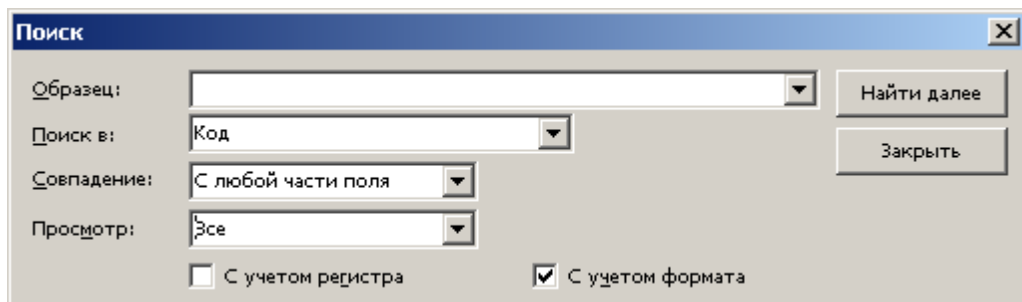 Поиск
Образец:
Найти далее
Поиск в: Код
Закрыть
Совпадение: С любой части поля
Просмотр: Все
С учетом регистра С учетом формата